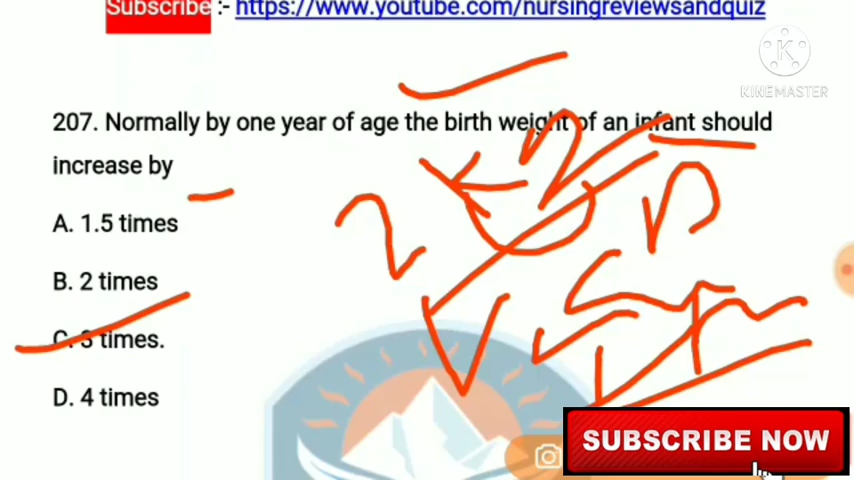 Subscribe :- https://www.youtube.com/nursingreviewsandquiz
KINEMASTER
207. Normally by one year of age the birth weight of an infant should
increase by
A. 1.5 times
B. 2 times
C. 3 times.
D. 4 times
SUBSCRIBE NOW